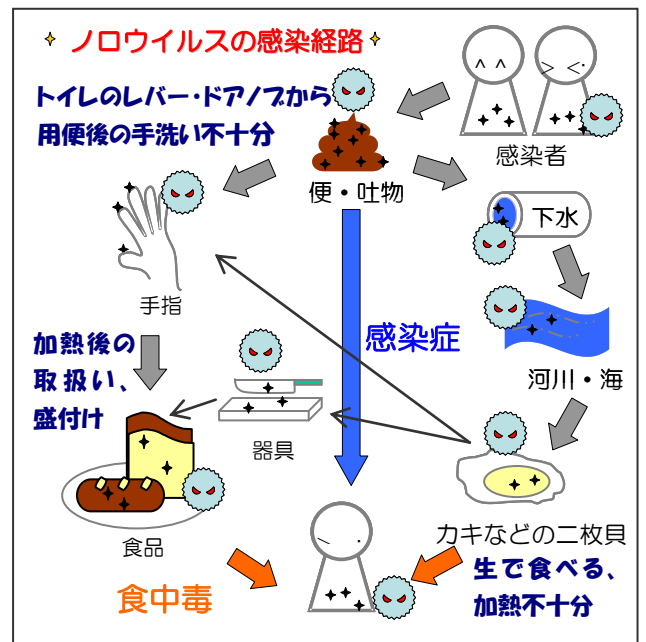 ノロウイルスの感染経路
トイレのレバー・ドアノブから
用便後の手洗い不十分
感染者
便・吐物
下水
手指
感染症
加熱後の
取扱い、
盛付け
河川・海
器具
カキなどの二枚貝
食品
生で食べる、
加熱不十分
食中毒